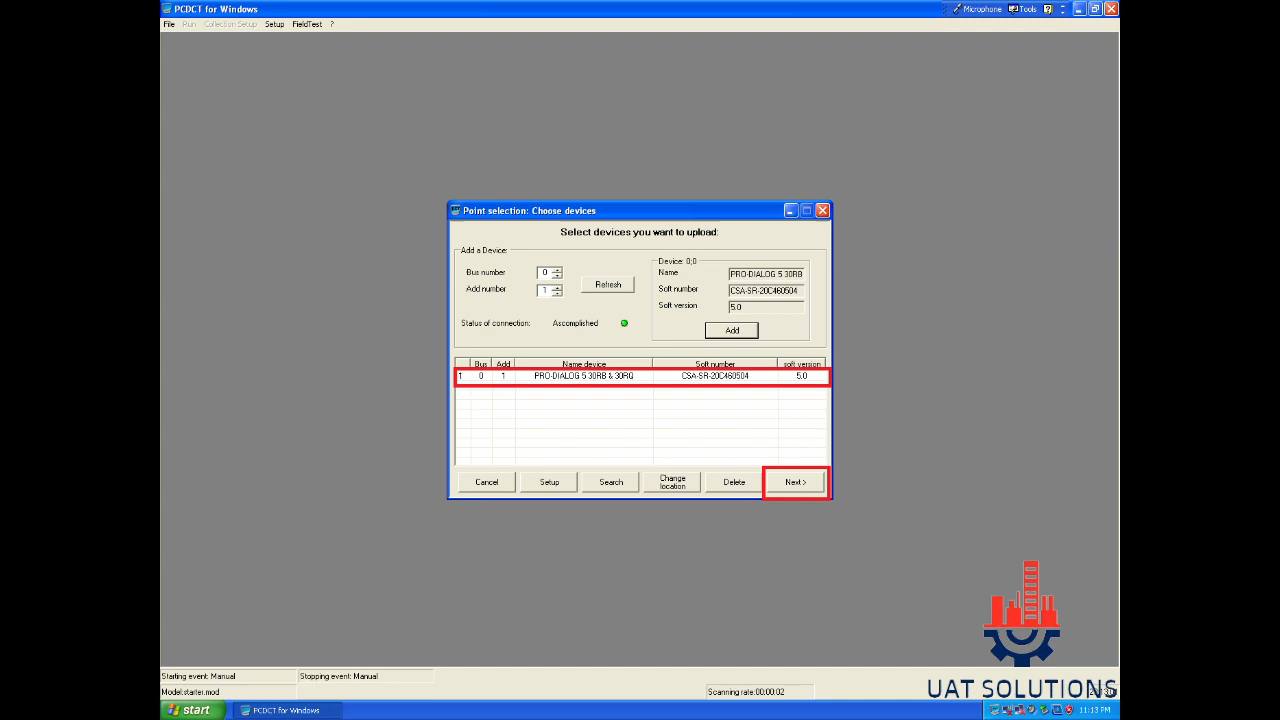 PCDCT for Windows
Microphone Tools
File Run Collection Setup Setup FieldTest ?
Point selection: Choose devices
Select devices you want to upload:
Add a Device:
Bus number 0
Add number 1
Refresh
Status of connection: Ascomplished
Device: 0;0
Name PRO-DIALOG 5 30RB
Soft number CSA-SR-20C460504
Soft version 5.0
Add
Bus Add Name device Soft number soft version
1 0 1 PRO-DIALOG 5 30RB & 30RQ CSA-SR-20C460504 5.0
Cancel Setup Search Change location Delete Next >
Starting event: Manual Stopping event: Manual
Model:starter.mod Scanning rate:00:00:02
UAT SOLUTIONS
start PCDCT for Windows 11:13 PM